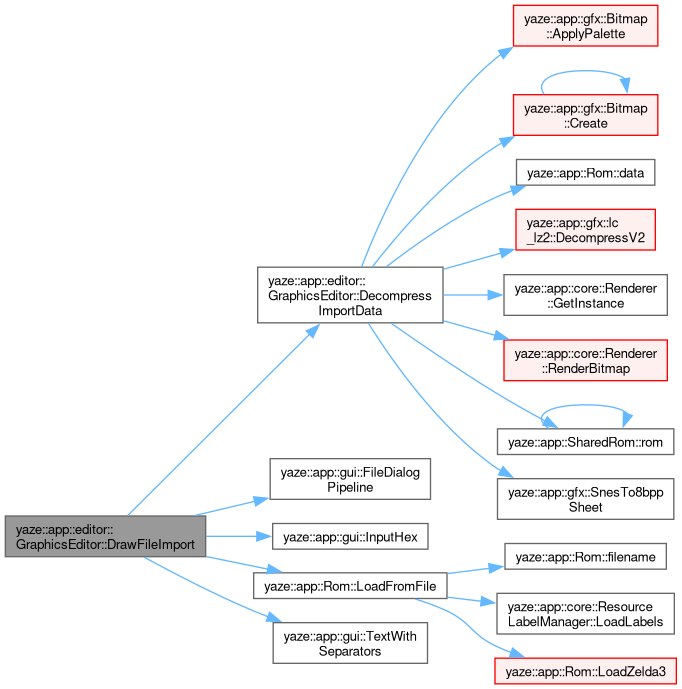 yaze::app::editor::
GraphicsEditor::DrawFileImport
yaze::app::editor::
GraphicsEditor::Decompress
ImportData
yaze::app::gfx::Bitmap
::ApplyPalette
yaze::app::gfx::Bitmap
::Create
yaze::app::Rom::data
yaze::app::gfx::lc
_lz2::DecompressV2
yaze::app::core::Renderer
::GetInstance
yaze::app::core::Renderer
::RenderBitmap
yaze::app::SharedRom::rom
yaze::app::gfx::SnesTo8bpp
Sheet
yaze::app::gui::FileDialog
Pipeline
yaze::app::gui::InputHex
yaze::app::Rom::LoadFromFile
yaze::app::Rom::filename
yaze::app::core::Resource
LabelManager::LoadLabels
yaze::app::Rom::LoadZelda3
yaze::app::gui::TextWith
Separators